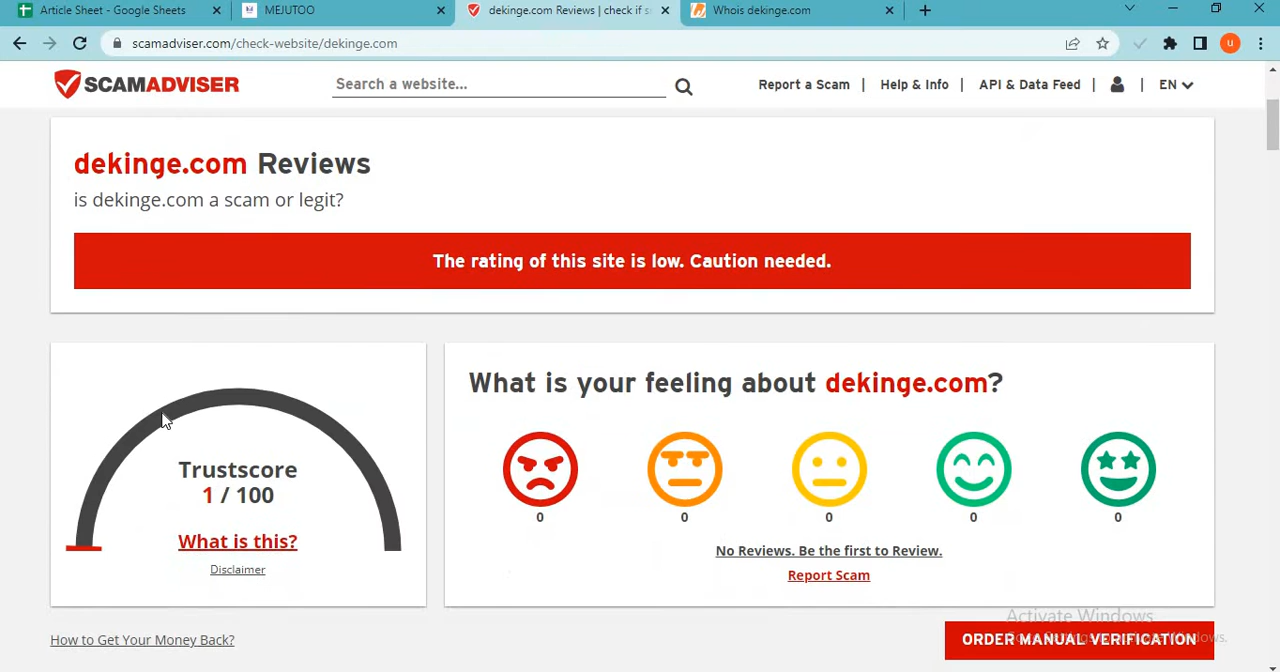 Article Sheet - Google Sheets
MEJUTOO
dekinge.com Reviews | check if s
Whois dekinge.com
scamadviser.com/check-website/dekinge.com
u
SCAMADVISER
Search a website...
Report a Scam | Help & Info | API & Data Feed | | EN
dekinge.com Reviews
is dekinge.com a scam or legit?
The rating of this site is low. Caution needed.
Trustscore
1 / 100
What is this?
Disclaimer
What is your feeling about dekinge.com?
0 0 0 0 0
No Reviews. Be the first to Review.
Report Scam
Activate Windows
How to Get Your Money Back?
ORDER MANUAL VERIFICATION